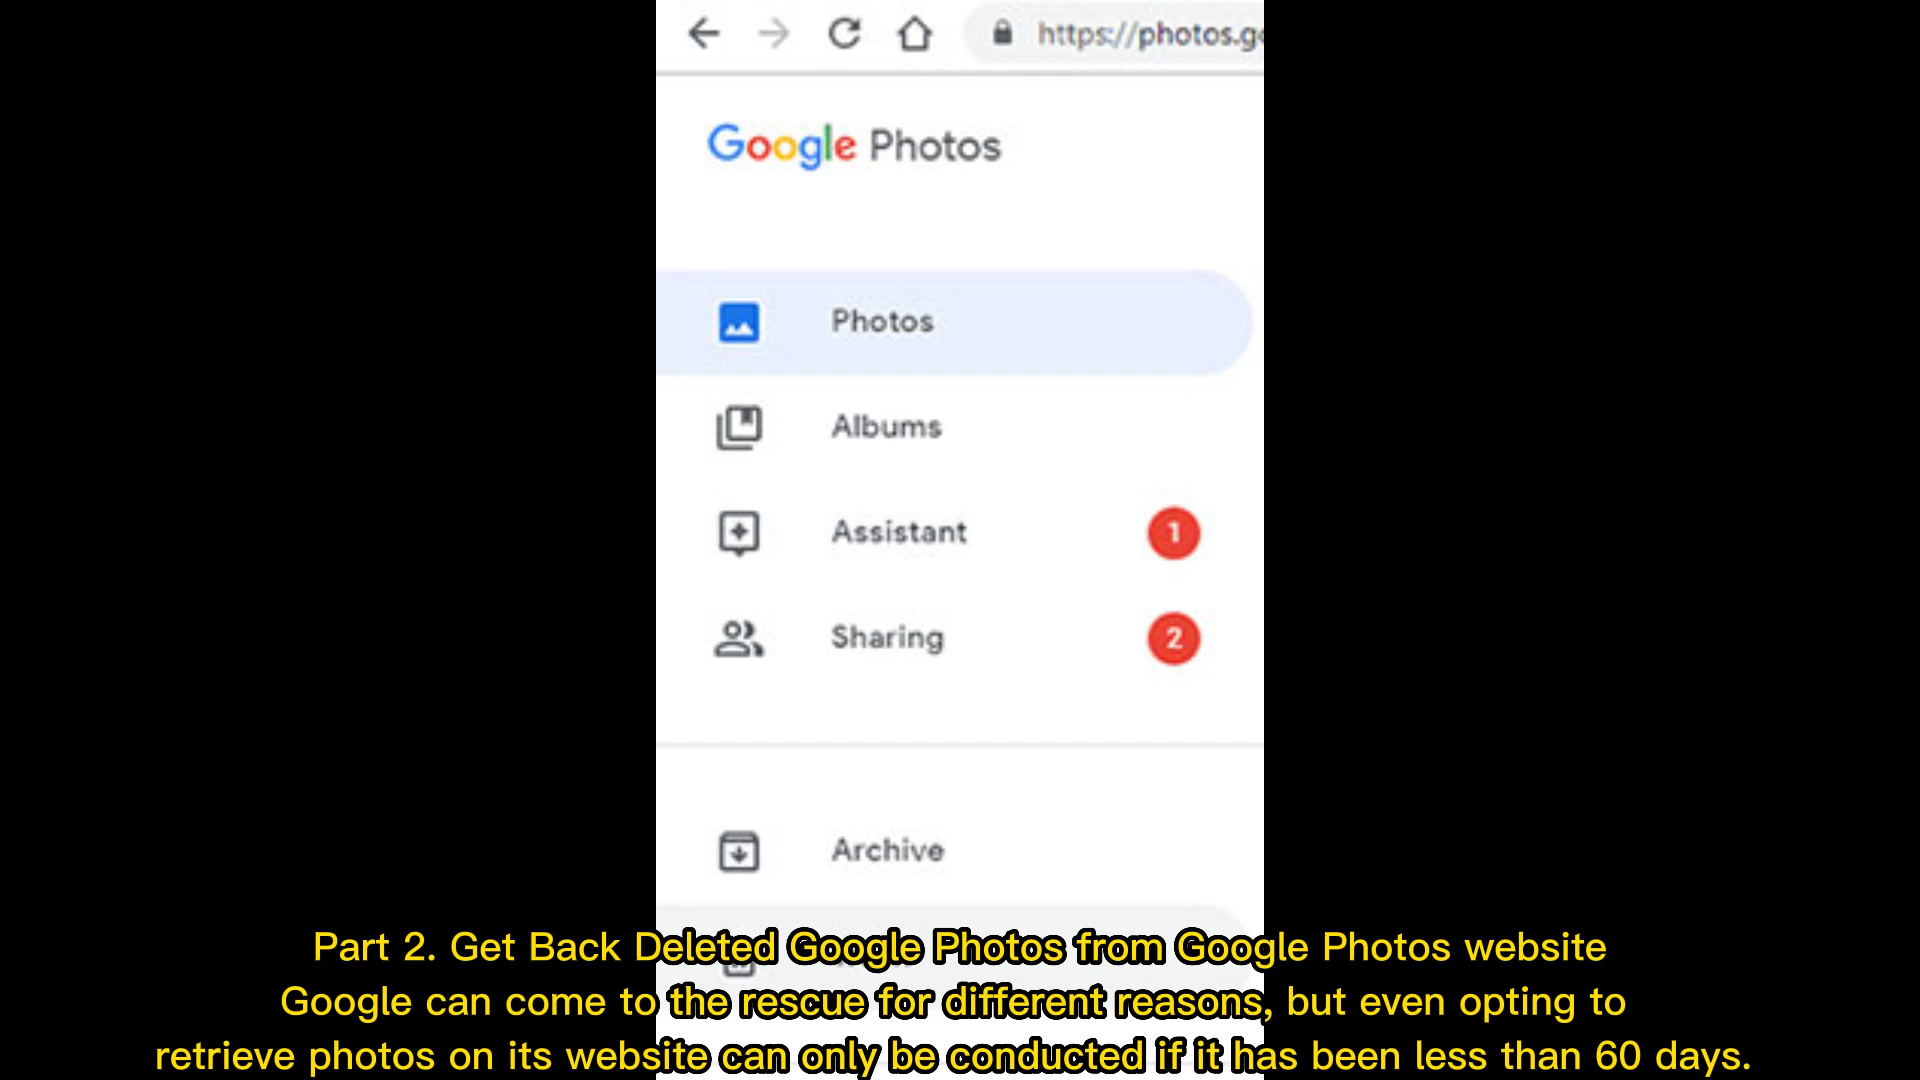 https://photos.go
Google Photos
Photos
Albums
Assistant 1
Sharing 2
Archive
Part 2. Get Back Deleted Google Photos from Google Photos website
Google can come to the rescue for different reasons, but even opting to
retrieve photos on its website can only be conducted if it has been less than 60 days.